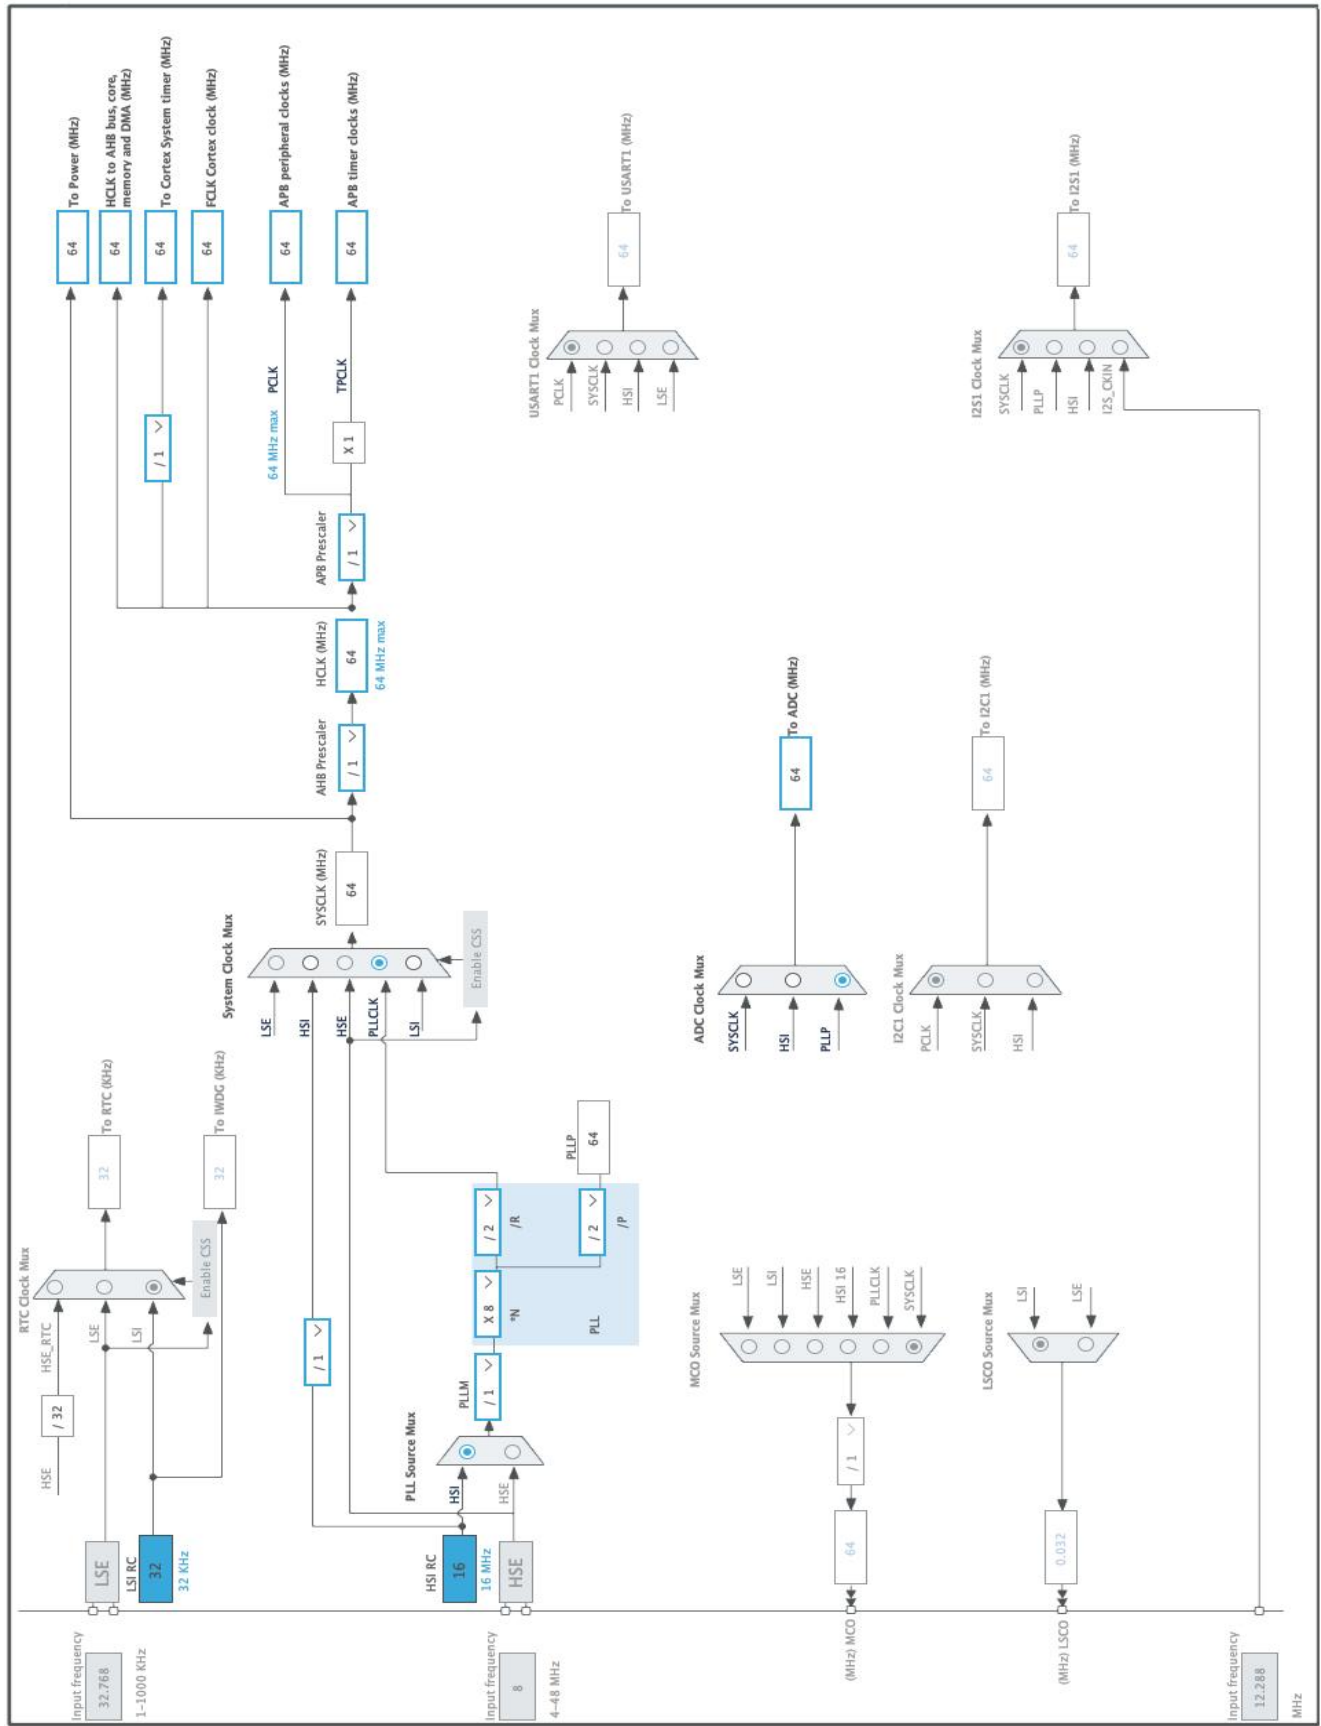 RTC Clock Mux
HSE
/ 32
HSE_RTC
32
To RTC (KHz)
Input frequency
32.768
1-1000 KHz
LSE
LSE
LSI RC
32
32 KHz
LSI
Enable CSS
32
To IWDG (KHz)
System Clock Mux
LSE
/ 1
HSI
HSE
PLLCLK
LSI
Enable CSS
SYSCLK (MHz)
64
AHB Prescaler
/ 1
HCLK (MHz)
64
64 MHz max
APB Prescaler
/ 1
X 1
64
To Power (MHz)
64
HCLK to AHB bus, core,
memory and DMA (MHz)
/ 1
64
To Cortex System timer (MHz)
64
FCLK Cortex clock (MHz)
64 MHz max
PCLK
64
APB peripheral clocks (MHz)
TPCLK
64
APB timer clocks (MHz)
PLL Source Mux
HSI RC
16
16 MHz
HSI
Input frequency
8
4-48 MHz
HSE
HSE
PLLM
/ 1
X 8
*N
/ 2
/R
/ 2
/P
PLL
PLLP
64
USART1 Clock Mux
PCLK
SYSCLK
HSI
LSE
64
To USART1 (MHz)
MCO Source Mux
LSE
LSI
HSE
HSI 16
PLLCLK
SYSCLK
/ 1
64
(MHz) MCO
ADC Clock Mux
SYSCLK
HSI
PLLP
64
To ADC (MHz)
I2C1 Clock Mux
PCLK
SYSCLK
HSI
64
To I2C1 (MHz)
I2S1 Clock Mux
SYSCLK
PLLP
HSI
I2S_CKIN
64
To I2S1 (MHz)
LSCO Source Mux
LSI
LSE
0.032
(MHz) LSCO
Input frequency
12.288
MHz